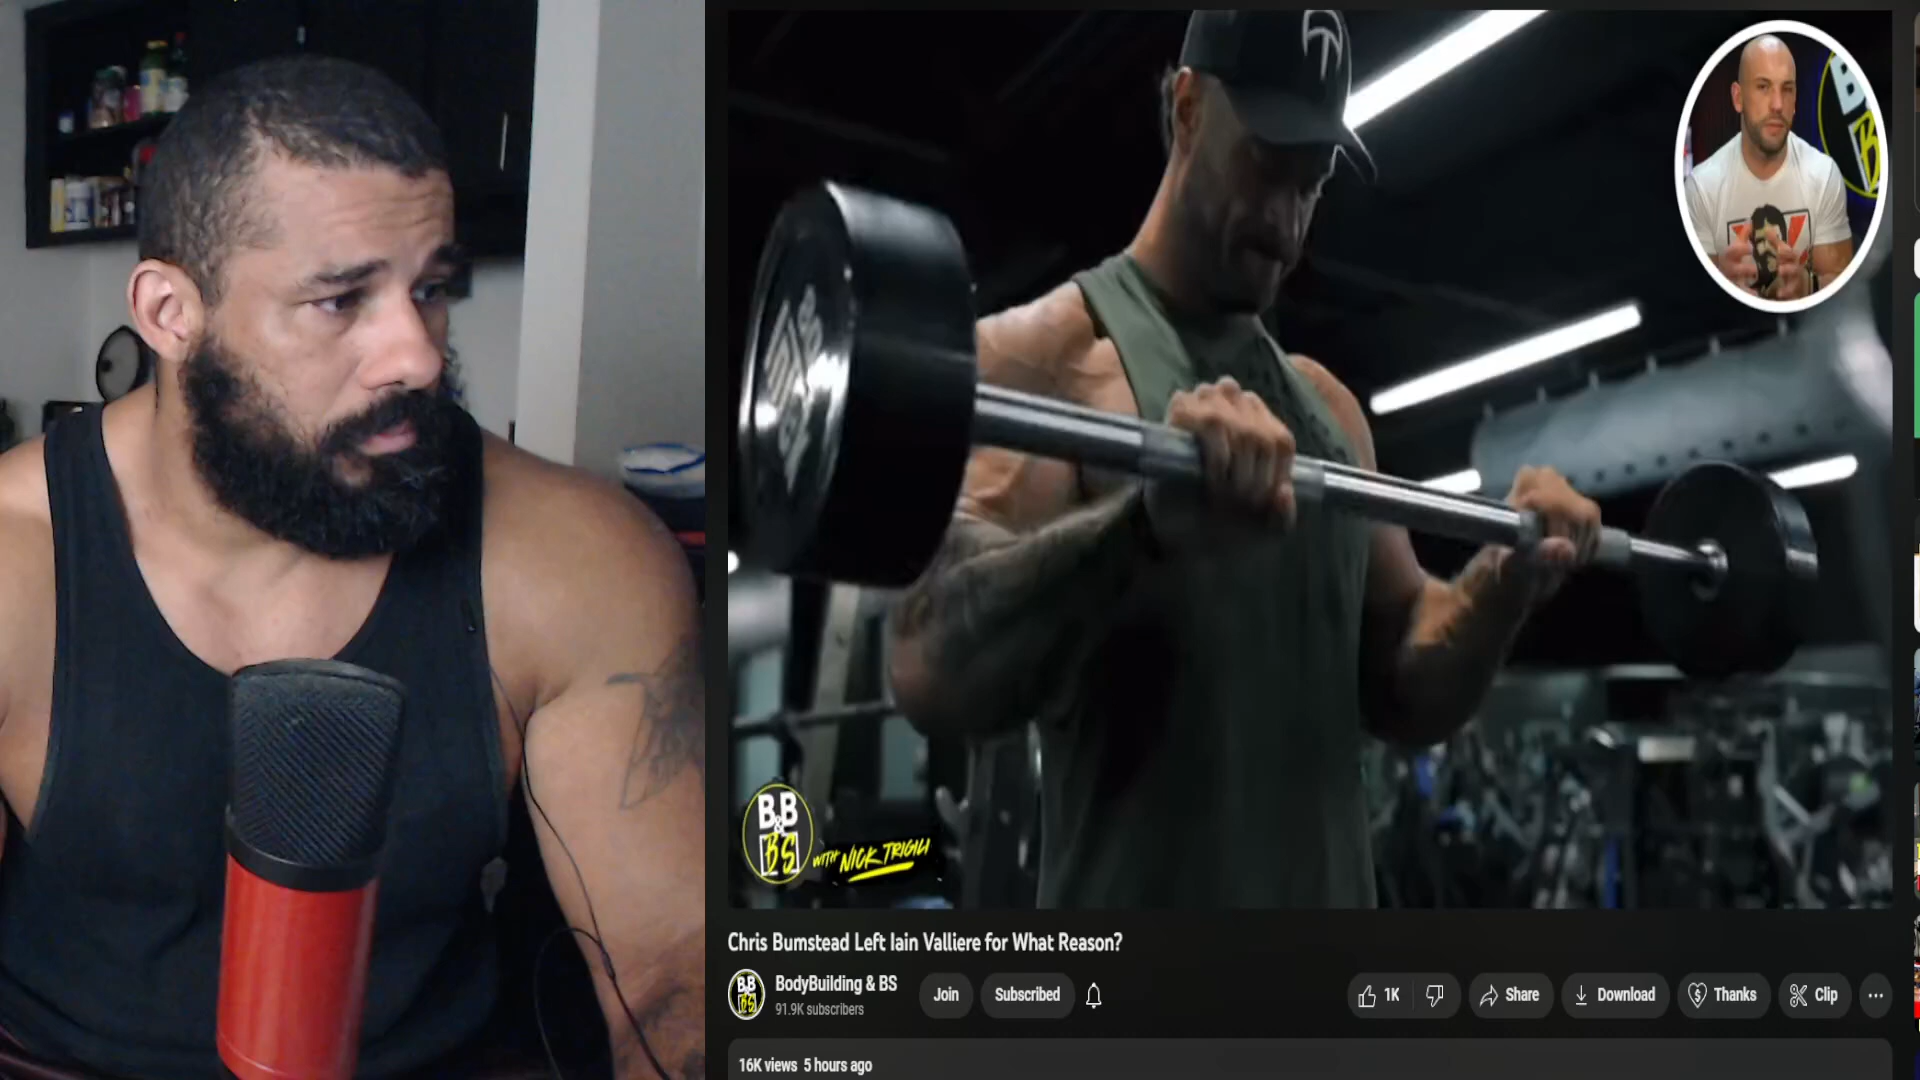 B&B
BS
WITH NICK TRIGILI
Chris Bumstead Left Iain Valliere for What Reason?
BodyBuilding & BS
91.9K subscribers
Join
Subscribed
1K
Share
Download
Thanks
Clip
16K views 5 hours ago